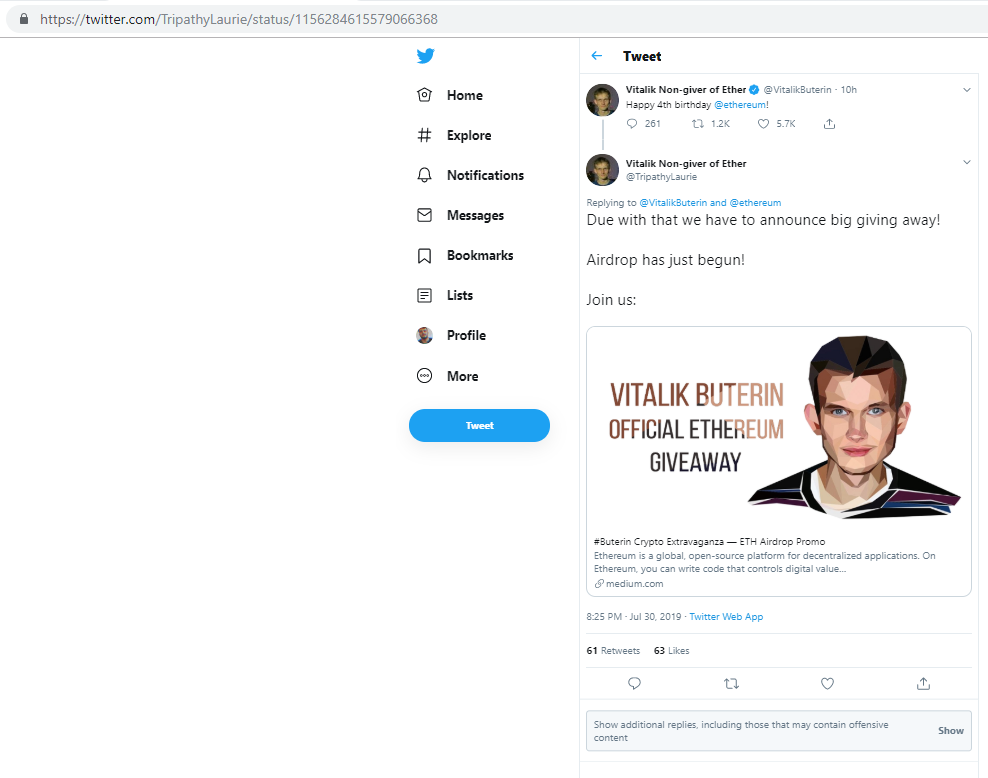 https://twitter.com/TripathyLaurie/status/1156284615579066368
Home
Explore
Notifications
Messages
Bookmarks
Lists
Profile
More
Tweet
Tweet
Vitalik Non-giver of Ether @VitalikButerin · 10h
Happy 4th birthday @ethereum!
261 1.2K 5.7K
Vitalik Non-giver of Ether
@TripathyLaurie
Replying to @VitalikButerin and @ethereum
Due with that we have to announce big giving away!
Airdrop has just begun!
Join us:
VITALIK BUTERIN
OFFICIAL ETHEREUM
GIVEAWAY
#Buterin Crypto Extravaganza — ETH Airdrop Promo
Ethereum is a global, open-source platform for decentralized applications. On
Ethereum, you can write code that controls digital value...
medium.com
8:25 PM · Jul 30, 2019 · Twitter Web App
61 Retweets 63 Likes
Show additional replies, including those that may contain offensive
content
Show